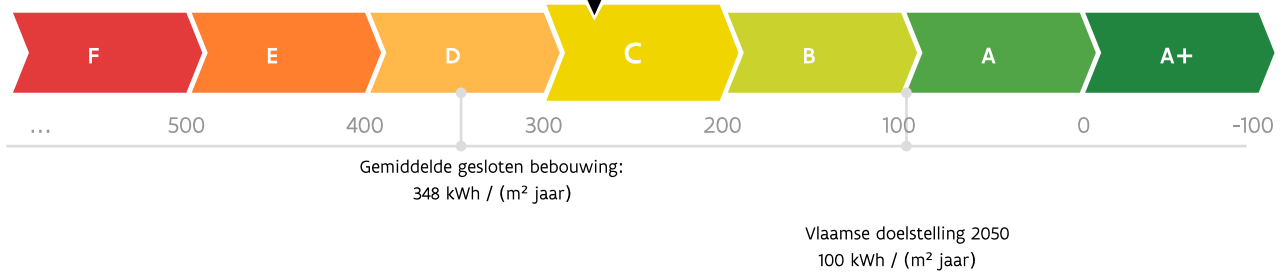 F E D C B A A+
... 500 400 300 200 100 0 -100
Gemiddelde gesloten bebouwing:
348 kWh / (m² jaar)
Vlaamse doelstelling 2050
100 kWh / (m² jaar)